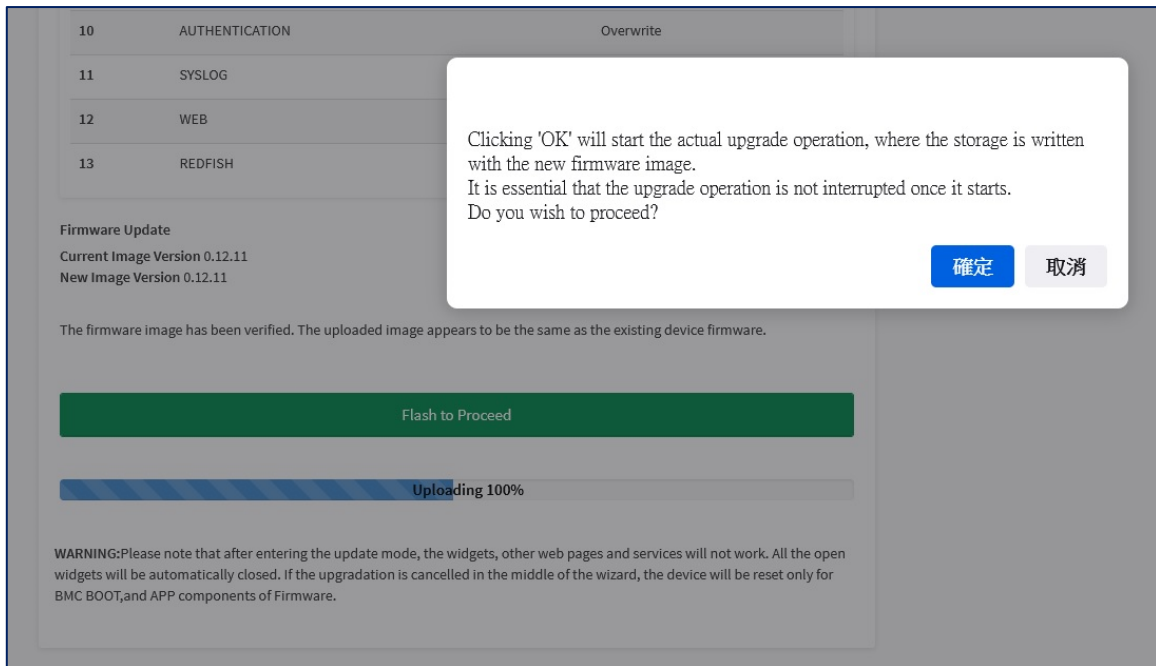 10 AUTHENTICATION Overwrite
11 SYSLOG
12 WEB
13 REDFISH
Clicking 'OK' will start the actual upgrade operation, where the storage is written
with the new firmware image.
It is essential that the upgrade operation is not interrupted once it starts.
Do you wish to proceed?
確定 取消
Firmware Update
Current Image Version 0.12.11
New Image Version 0.12.11
The firmware image has been verified. The uploaded image appears to be the same as the existing device firmware.
Flash to Proceed
Uploading 100%
WARNING:Please note that after entering the update mode, the widgets, other web pages and services will not work. All the open
widgets will be automatically closed. If the upgradation is cancelled in the middle of the wizard, the device will be reset only for
BMC BOOT,and APP components of Firmware.